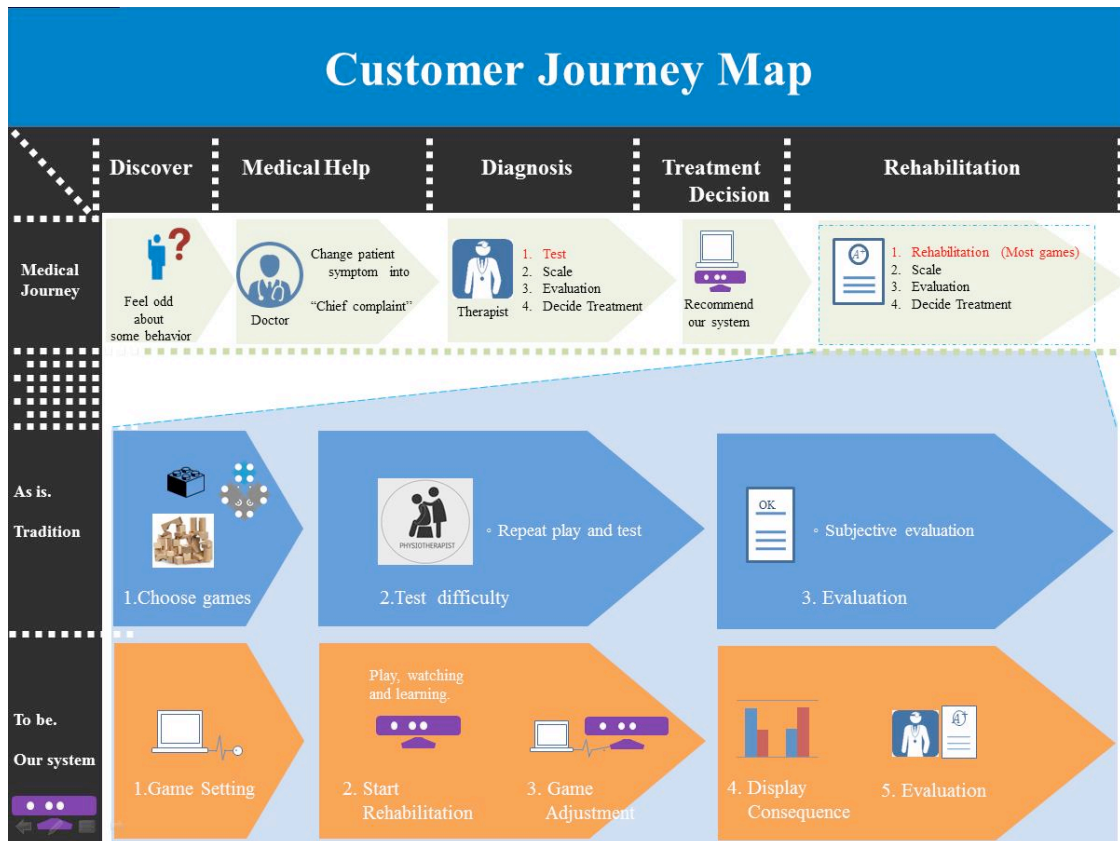 Customer Journey Map
Discover
Medical Help
Diagnosis
Treatment
Decision
Rehabilitation
Medical
Journey
?
Feel odd
about
some behavior
Doctor
Change patient
symptom into
“Chief complaint”
Therapist
1. Test
2. Scale
3. Evaluation
4. Decide Treatment
Recommend
our system
A+
1. Rehabilitation (Most games)
2. Scale
3. Evaluation
4. Decide Treatment
As is.
Tradition
1.Choose games
PHYSIOTHERAPIST
◦ Repeat play and test
2.Test difficulty
OK
◦ Subjective evaluation
3. Evaluation
To be.
Our system
1.Game Setting
Play, watching
and learning.
2. Start
Rehabilitation
3. Game
Adjustment
4. Display
Consequence
A+
5. Evaluation